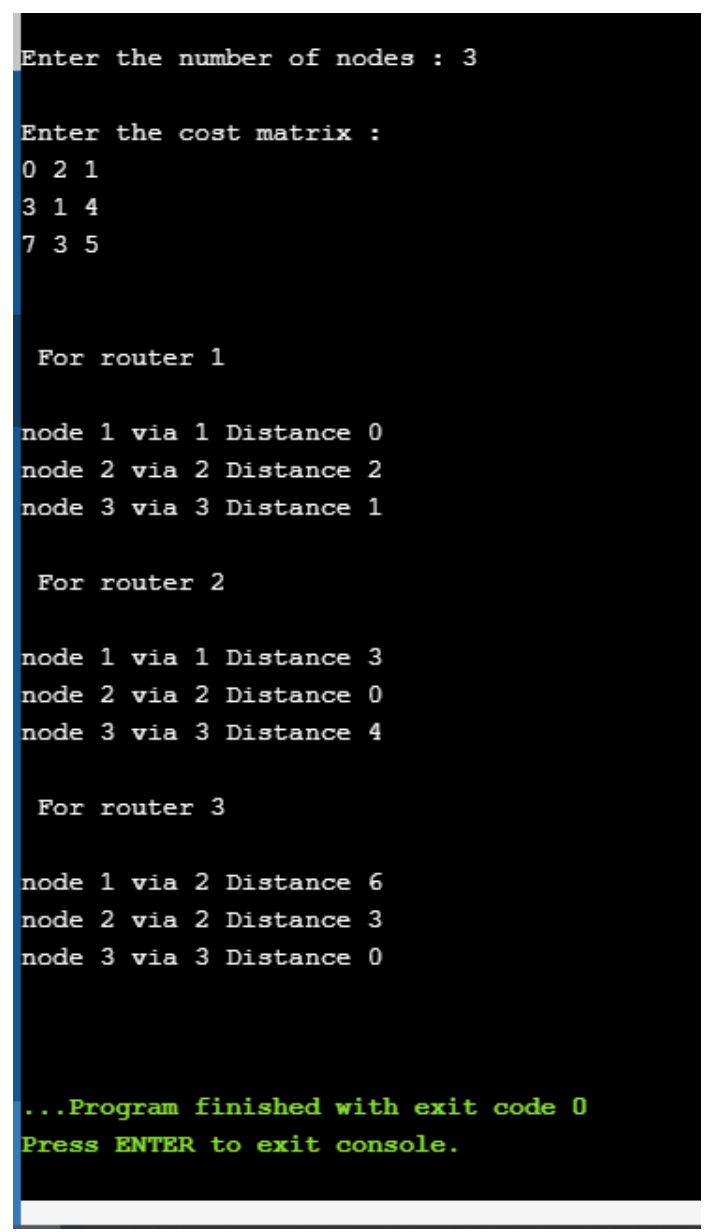 Enter the number of nodes : 3
Enter the cost matrix :
0 2 1
3 1 4
7 3 5
For router 1
node 1 via 1 Distance 0
node 2 via 2 Distance 2
node 3 via 3 Distance 1
For router 2
node 1 via 1 Distance 3
node 2 via 2 Distance 0
node 3 via 3 Distance 4
For router 3
node 1 via 2 Distance 6
node 2 via 2 Distance 3
node 3 via 3 Distance 0
...Program finished with exit code 0
Press ENTER to exit console.